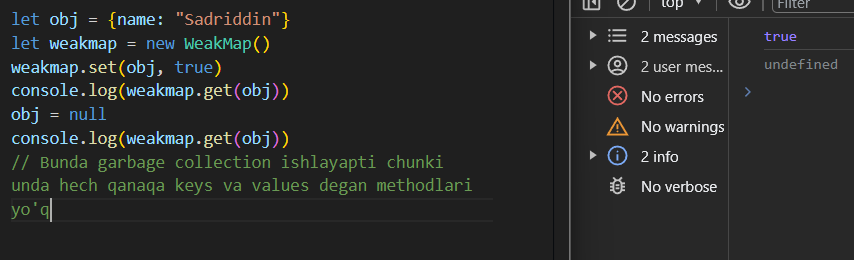 let obj = {name: "Sadriddin"}
let weakmap = new WeakMap()
weakmap.set(obj, true)
console.log(weakmap.get(obj))
obj = null
console.log(weakmap.get(obj))
// Bunda garbage collection ishlayapti chunki
unda hech qanaqa keys va values degan methodlari
yo'q
top
Filter
2 messages
2 user mes...
No errors
No warnings
2 info
No verbose
true
undefined